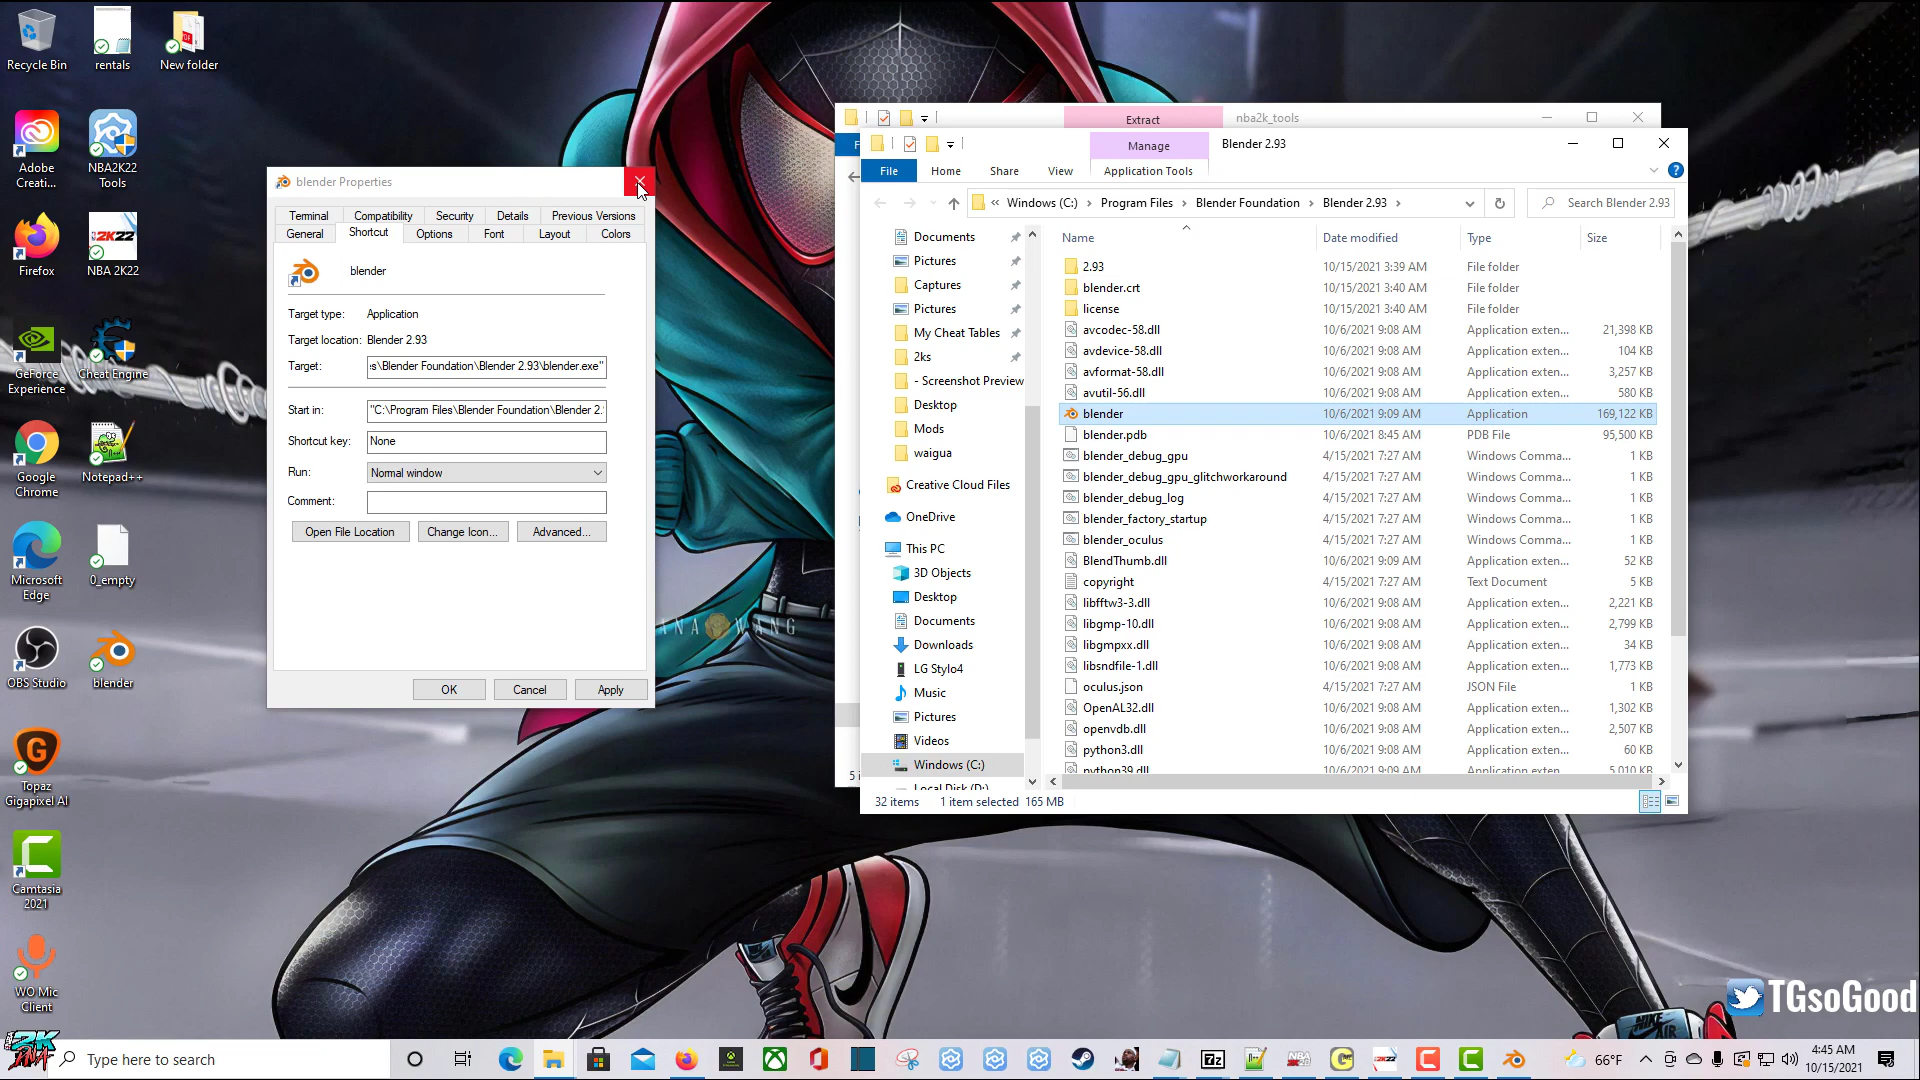 Recycle Bin
rentals
New folder
Adobe
Creati...
NBA2K22
Tools
Firefox
NBA 2K22
GeForce
Experience
Cheat Engine
Google
Chrome
Notepad++
Microsoft
Edge
0_empty
OBS Studio
blender
Topaz
Gigapixel AI
Camtasia
2021
WO Mic
Client
blender Properties
Terminal Compatibility Security Details Previous Versions
General Shortcut Options Font Layout Colors
blender
Target type: Application
Target location: Blender 2.93
Target: s\Blender Foundation\Blender 2.93\blender.exe"
Start in: "C:\Program Files\Blender Foundation\Blender 2.
Shortcut key: None
Run: Normal window
Comment:
Open File Location Change Icon... Advanced...
OK Cancel Apply
Extract nba2k_tools
Manage Blender 2.93
File Home Share View Application Tools
« Windows (C:) › Program Files › Blender Foundation › Blender 2.93 ›
Search Blender 2.93
Documents
Pictures
Captures
Pictures
My Cheat Tables
2ks
- Screenshot Preview
Desktop
Mods
waigua
Creative Cloud Files
OneDrive
This PC
3D Objects
Desktop
Documents
Downloads
LG Stylo4
Music
Pictures
Videos
Windows (C:)
Local Disk (D:)
Name Date modified Type Size
2.93 10/15/2021 3:39 AM File folder
blender.crt 10/15/2021 3:40 AM File folder
license 10/15/2021 3:40 AM File folder
avcodec-58.dll 10/6/2021 9:08 AM Application exten... 21,398 KB
avdevice-58.dll 10/6/2021 9:08 AM Application exten... 104 KB
avformat-58.dll 10/6/2021 9:08 AM Application exten... 3,257 KB
avutil-56.dll 10/6/2021 9:08 AM Application exten... 580 KB
blender 10/6/2021 9:09 AM Application 169,122 KB
blender.pdb 10/6/2021 8:45 AM PDB File 95,500 KB
blender_debug_gpu 4/15/2021 7:27 AM Windows Comma... 1 KB
blender_debug_gpu_glitchworkaround 4/15/2021 7:27 AM Windows Comma... 1 KB
blender_debug_log 4/15/2021 7:27 AM Windows Comma... 1 KB
blender_factory_startup 4/15/2021 7:27 AM Windows Comma... 1 KB
blender_oculus 4/15/2021 7:27 AM Windows Comma... 1 KB
BlendThumb.dll 10/6/2021 9:09 AM Application exten... 52 KB
copyright 4/15/2021 7:27 AM Text Document 5 KB
libfftw3-3.dll 10/6/2021 9:08 AM Application exten... 2,221 KB
libgmp-10.dll 10/6/2021 9:08 AM Application exten... 2,799 KB
libgmpxx.dll 10/6/2021 9:08 AM Application exten... 34 KB
libsndfile-1.dll 10/6/2021 9:08 AM Application exten... 1,773 KB
oculus.json 4/15/2021 7:27 AM JSON File 1 KB
OpenAL32.dll 10/6/2021 9:08 AM Application exten... 1,302 KB
openvdb.dll 10/6/2021 9:08 AM Application exten... 2,507 KB
python3.dll 10/6/2021 9:08 AM Application exten... 60 KB
python39.dll 10/6/2021 9:09 AM Application exten... 5,010 KB
32 items 1 item selected 165 MB
TGsoGood
Type here to search
66°F
4:45 AM
10/15/2021